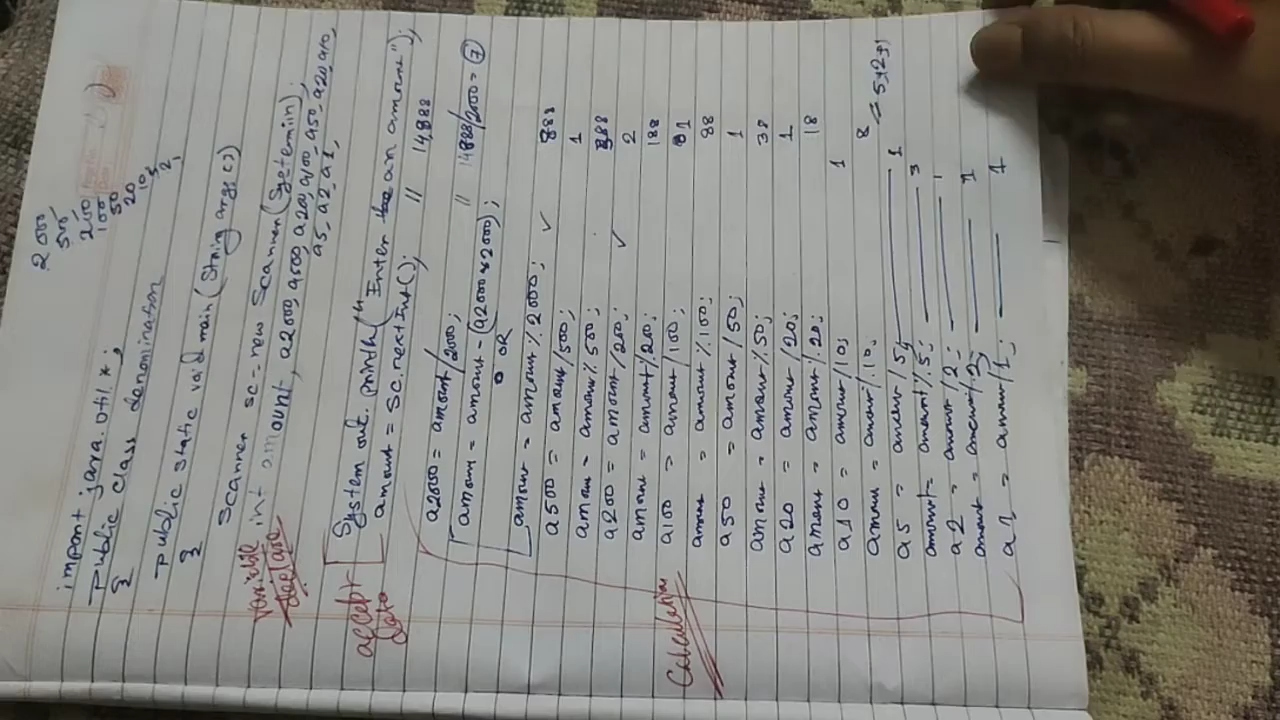 2000
500
200
100
50
20
10
5
2
1
import java.util.*;
public class denomination
{
public static void main(String args[])
{
Scanner sc = new Scanner(System.in);
variable declare
int amount, a2000, a500, a200, a100, a50, a20, a10,
a5, a2, a1,
accept data
System.out.println("Enter the an amount");
amount = sc.nextInt(); // 14,888
a2000 = amount/2000; // 14888/2000 = 7
amount = amount - (a2000*2000);
OR
amount = amount % 2000; ✓ 888
a500 = amount/500; 1
amoun = amount % 500; 388
a200 = amount/200; ✓ 2
amount = amount % 200; 188
Calculation
a100 = amount/100; 1
amount = amount % 100; 88
a50 = amount/50; 1
amount = amount % 50; 38
a20 = amount/20; 1
amount = amount % 20; 18
a10 = amount/10; 1
amount = amount % 10; 8 = 5+2+1
a5 = amount/5; 1
amount = amount % 5; 3
a2 = amount/2; 1
amount = amount % 2; 1
a1 = amount/1; 1